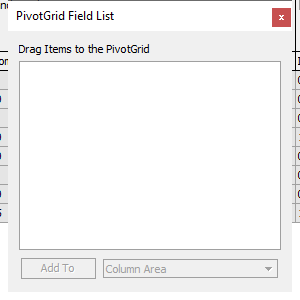 PivotGrid Field List
x
Drag Items to the PivotGrid
Add To
Column Area